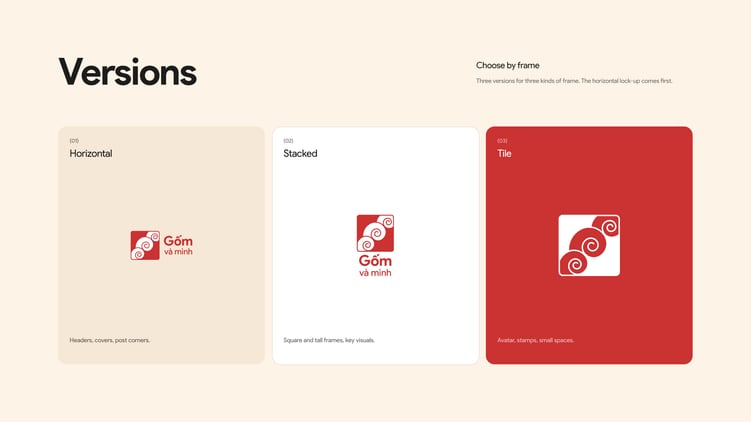 Versions
Choose by frame
Three versions for three kinds of frame. The horizontal lock-up comes first.
(01)
Horizontal
Gốm
và mình
Headers, covers, post corners.
(02)
Stacked
Gốm
và mình
Square and tall frames, key visuals.
(03)
Tile
Avatar, stamps, small spaces.